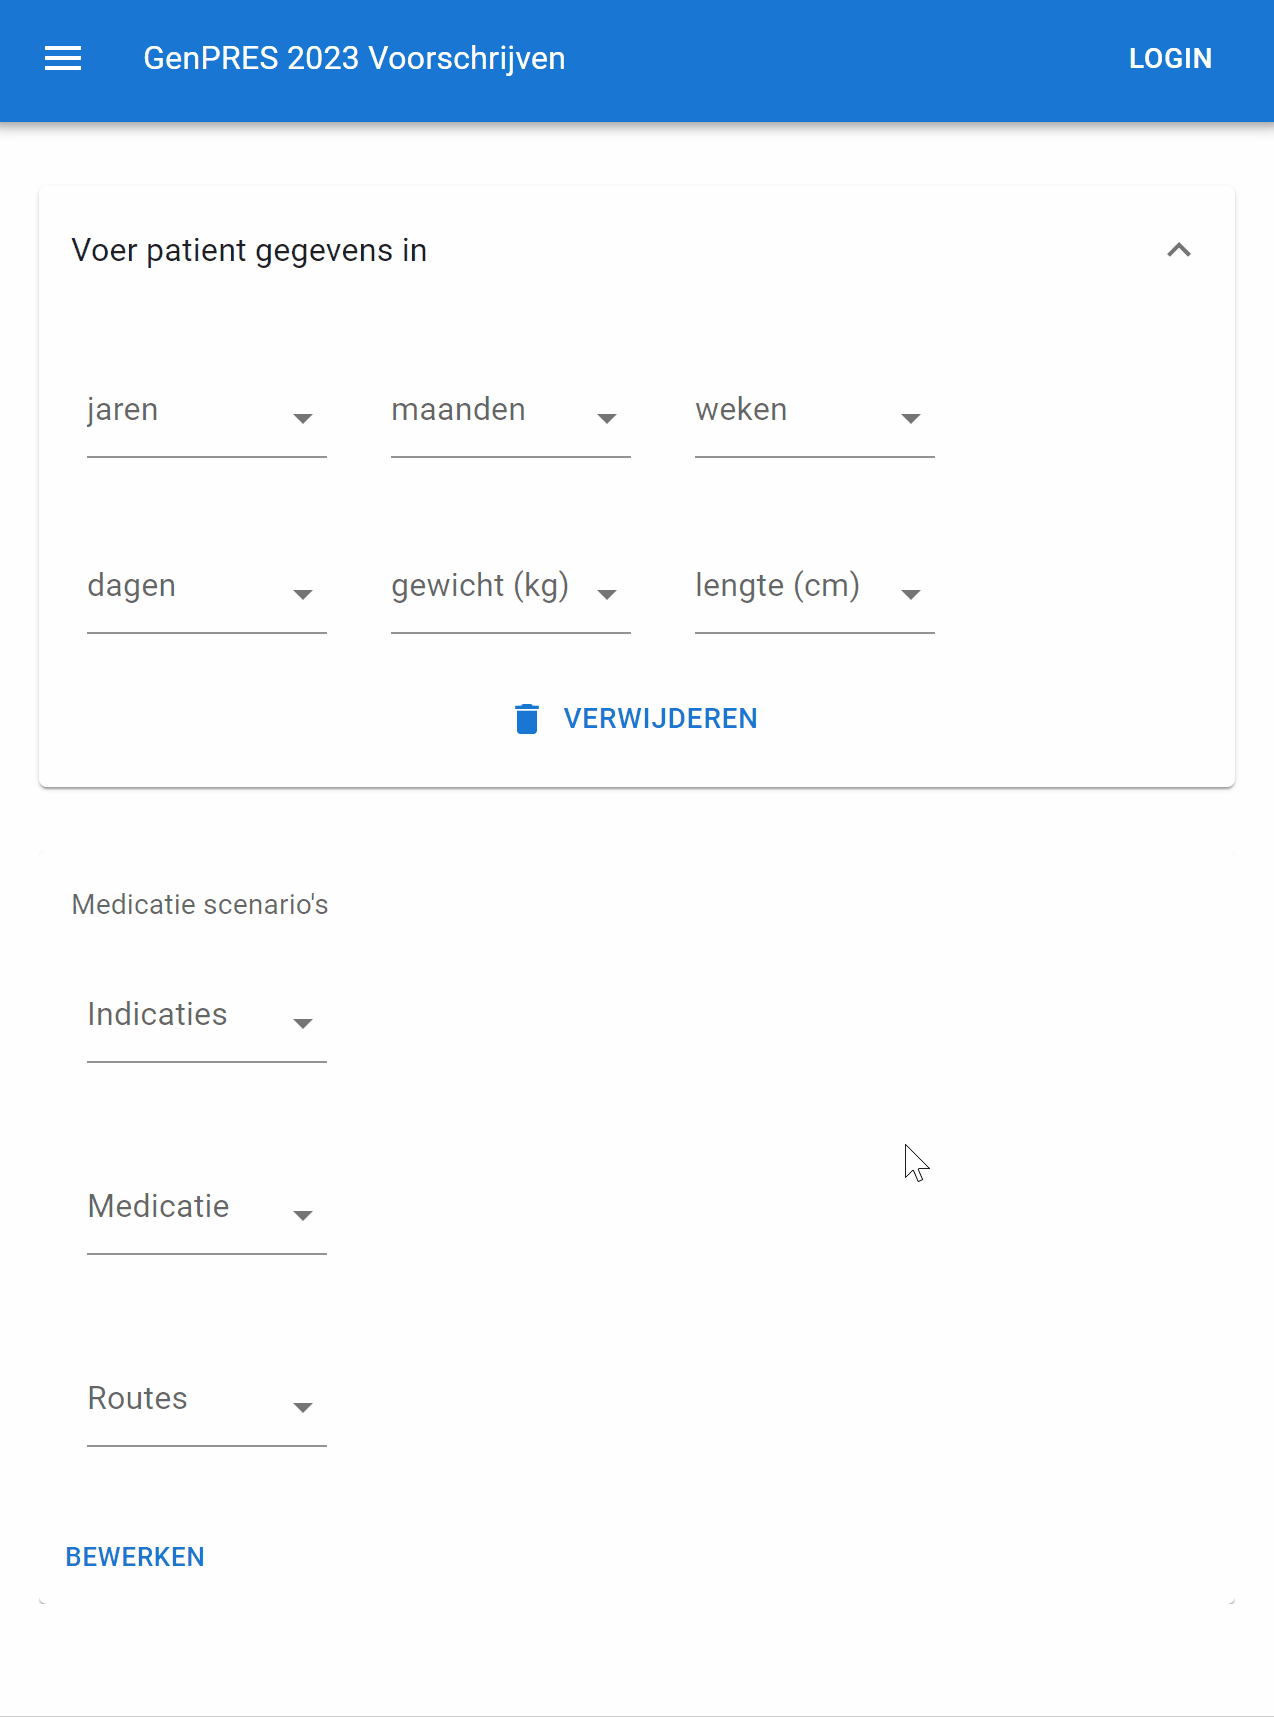 GenPRES 2023 Voorschrijven LOGIN
Voer patient gegevens in
jaren maanden weken
dagen gewicht (kg) lengte (cm)
VERWIJDEREN
Medicatie scenario's
Indicaties
Medicatie
Routes
BEWERKEN